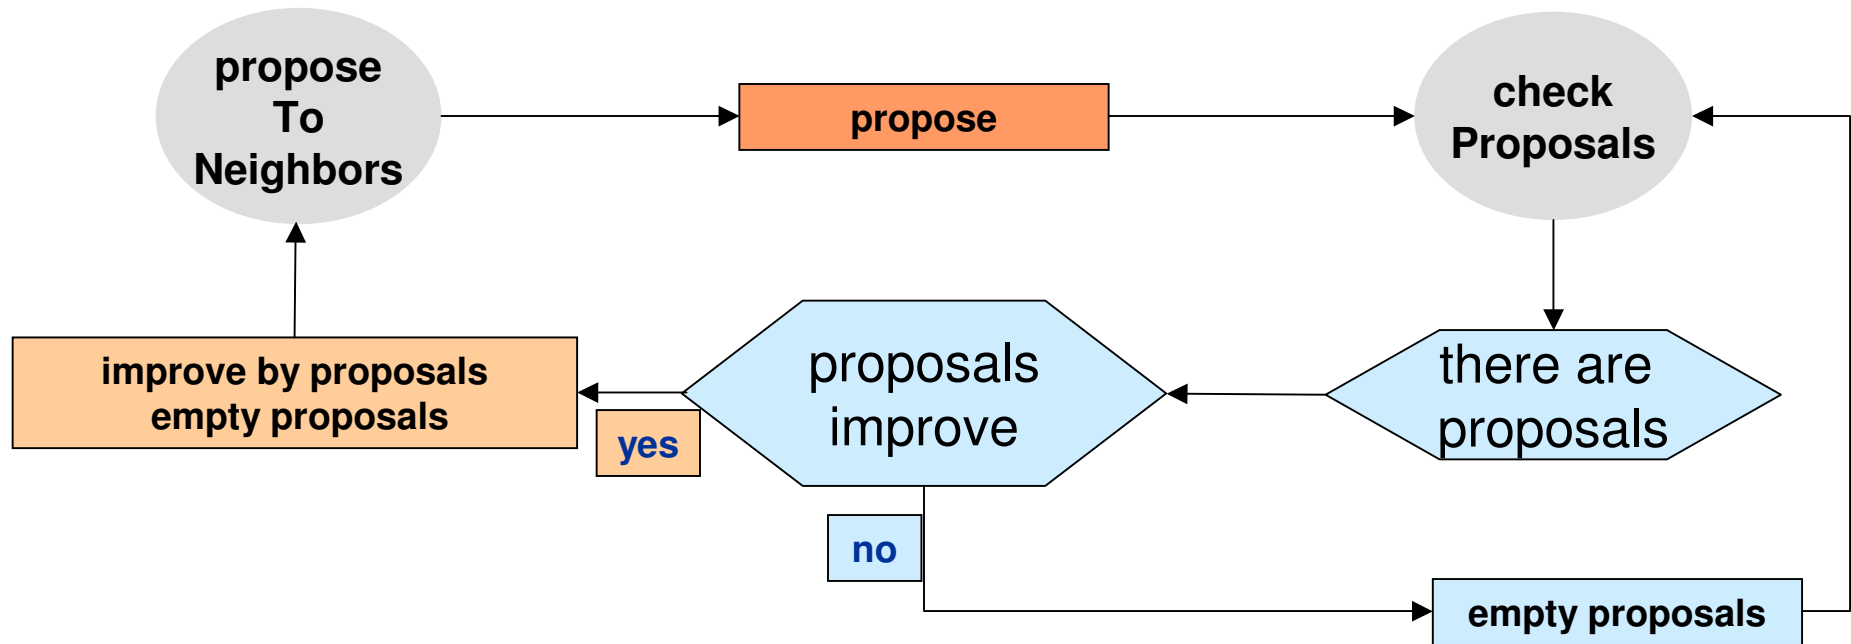 propose
To
Neighbors
propose
check
Proposals
proposals
improve
there are
proposals
improve by proposals
empty proposals
yes
no
empty proposals